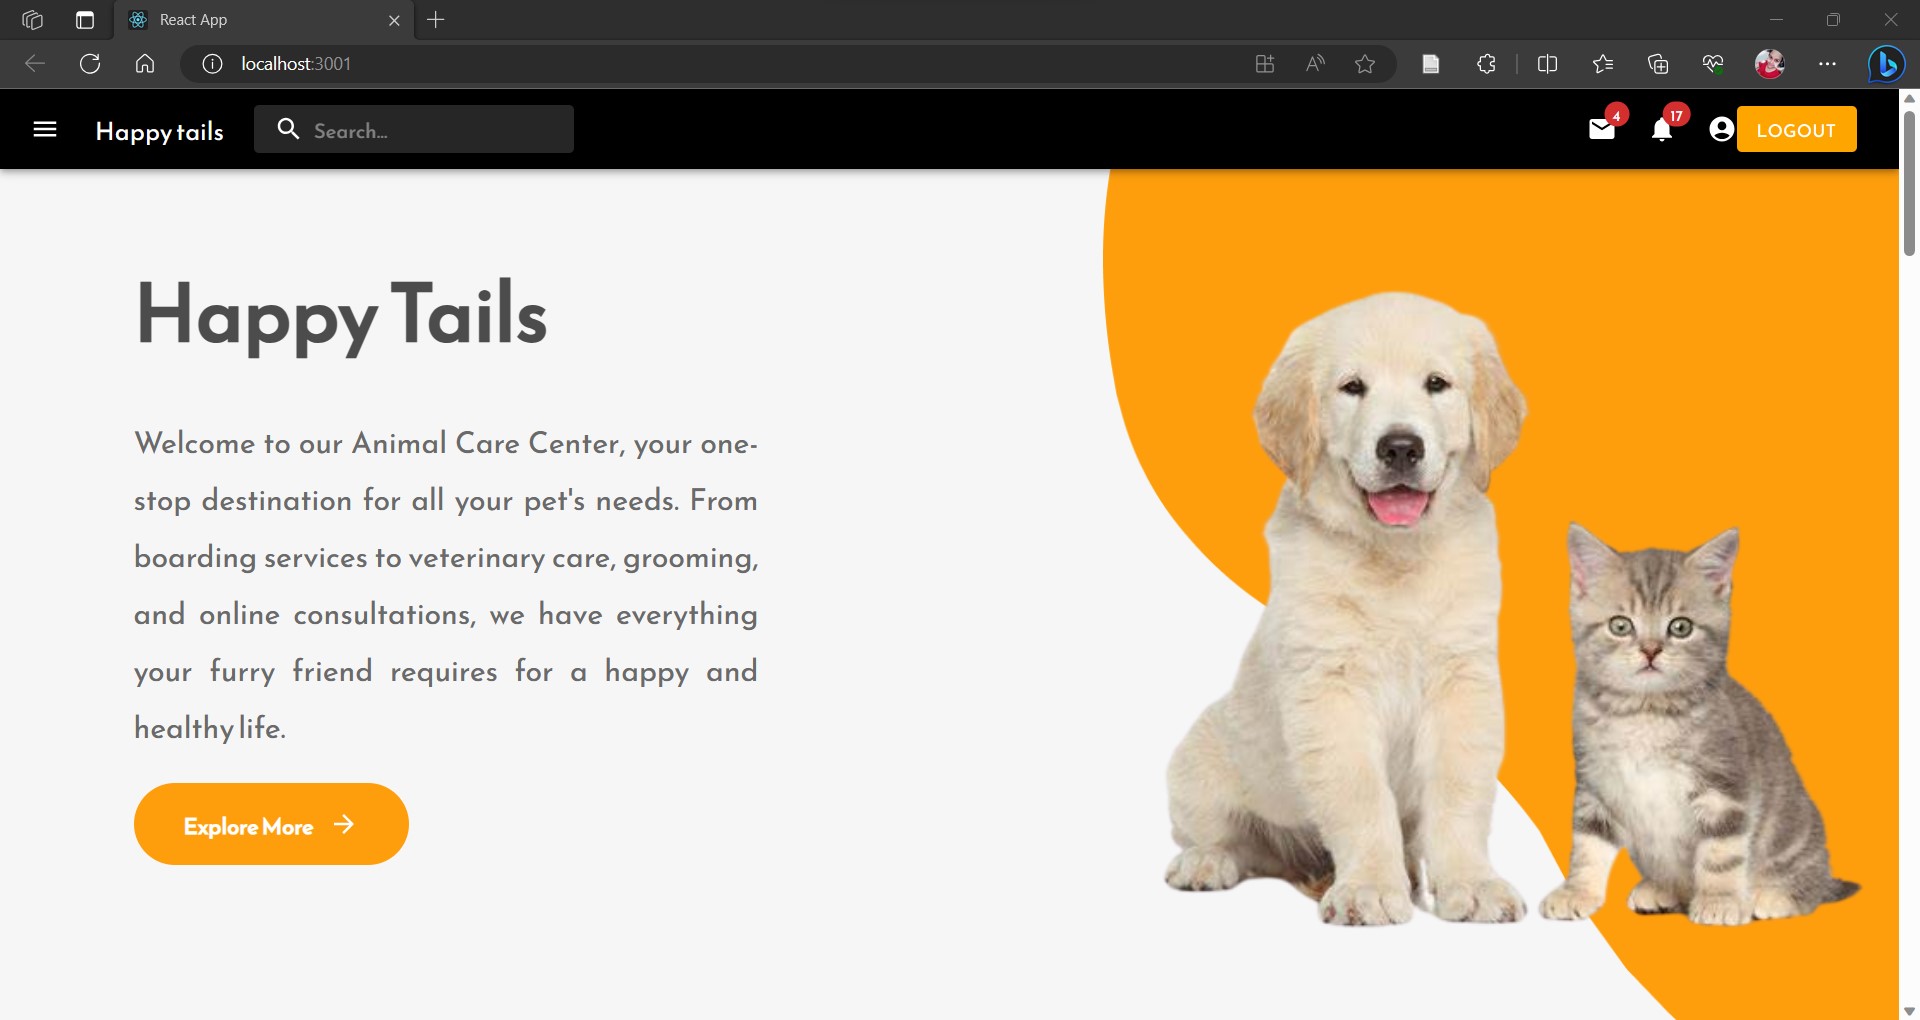 React App
localhost:3001
Happy tails
Search...
4
17
LOGOUT
Happy Tails
Welcome to our Animal Care Center, your one-
stop destination for all your pet's needs. From
boarding services to veterinary care, grooming,
and online consultations, we have everything
your furry friend requires for a happy and
healthy life.
Explore More